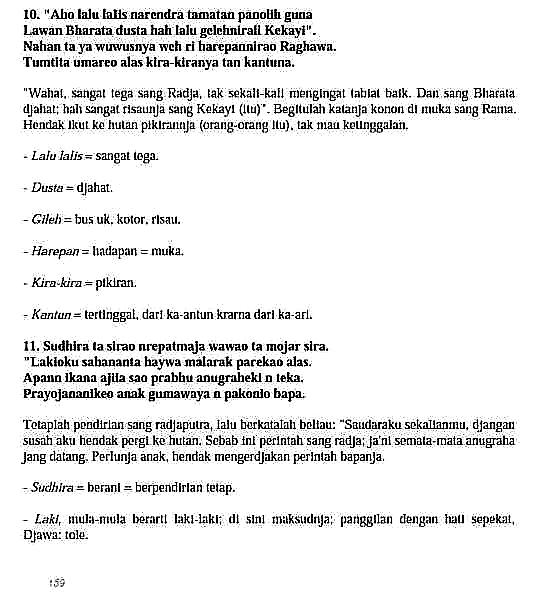 10. "Aho lalu lalis narendra tamatan panolih guna
Lawan Bharata dusta hah lalu gelehnirali Kekayi".
Nahan ta ya wuwusnya weh ri harepannirao Raghawa.
Tumtita umareo alas kira-kiranya tan kantuna.
"Wahai, sangat tega sang Radja, tak sekali-kali mengingat tabiat baik. Dan sang Bharata
djahat; hah sangat risaunja sang Kekayi (itu)". Begitulah katanja konon di muka sang Rama.
Hendak ikut ke hutan pikirannja (orang-orang itu), tak mau ketinggalan.
- Lalu lalis = sangat tega.
- Dusta = djahat.
- Gileh = bus uk, kotor, risau.
- Harepan = hadapan = muka.
- Kira-kira = pikiran.
- Kantun = tertinggal, dari ka-antun krama dari ka-ari.
11. Sudhira ta sirao nrepatmaja wawao ta mojar sira.
"Lakioku sahananta haywa malarak parekao alas.
Apann ikana ajila sao prabhu anugraheki n teka.
Prayojananikeo anak gumawaya n pakonio bapa.
Tetaplah pendirian sang radjaputra, lalu berkatalah beliau: "Saudaraku sekalianmu, djangan
susah aku hendak pergi ke hutan. Sebab ini perintah sang radja; ja'ni semata-mata anugraha
jang datang. Perlunja anak, hendak mengerdjakan perintah bapanja.
- Sudhira = berani = berpendirian tetap.
- Laki, mula-mula berarti laki-laki; di sini maksudnja; panggilan dengan hati sepekat,
Djawa: tole.
159